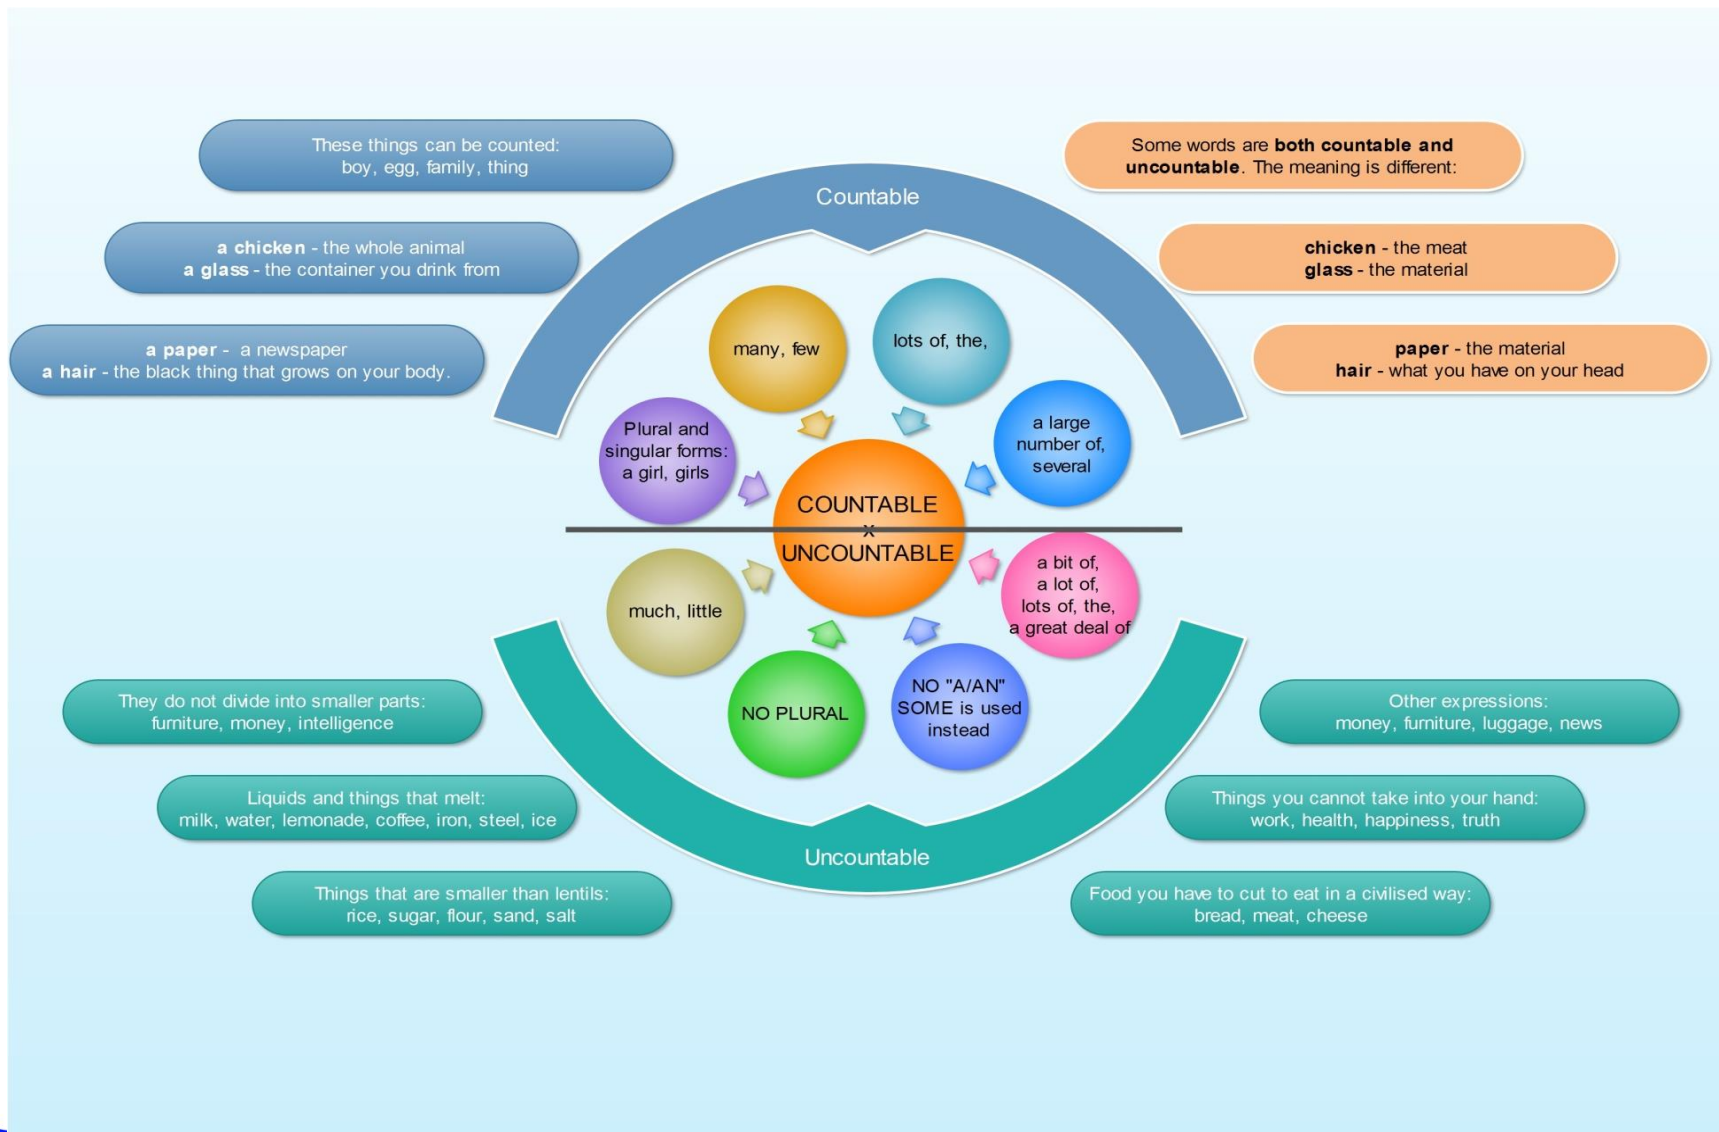 These things can be counted:
boy, egg, family, thing
a chicken - the whole animal
a glass - the container you drink from
a paper - a newspaper
a hair - the black thing that grows on your body.
Countable
Some words are both countable and
uncountable. The meaning is different:
chicken - the meat
glass - the material
paper - the material
hair - what you have on your head
Plural and
singular forms:
a girl, girls
many, few
lots of, the,
a large
number of,
several
COUNTABLE
x
UNCOUNTABLE
much, little
NO PLURAL
NO "A/AN"
SOME is used
instead
a bit of,
a lot of,
lots of, the,
a great deal of
They do not divide into smaller parts:
furniture, money, intelligence
Liquids and things that melt:
milk, water, lemonade, coffee, iron, steel, ice
Things that are smaller than lentils:
rice, sugar, flour, sand, salt
Uncountable
Other expressions:
money, furniture, luggage, news
Things you cannot take into your hand:
work, health, happiness, truth
Food you have to cut to eat in a civilised way:
bread, meat, cheese